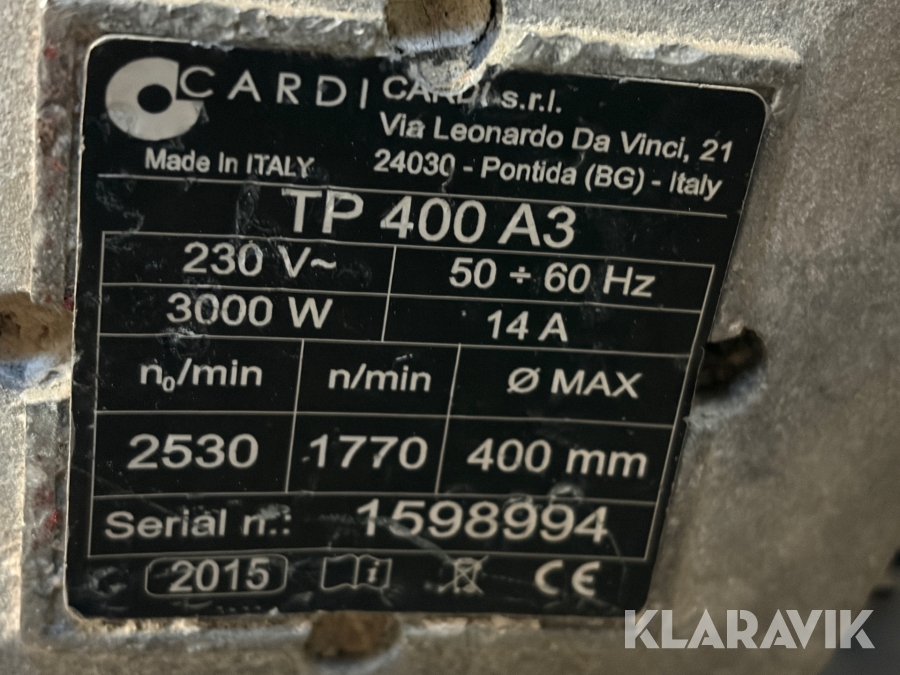 CARDI
CARDI s.r.l.
Via Leonardo Da Vinci, 21
Made In ITALY
24030 - Pontida (BG) - Italy
TP 400 A3
230 V~ 50 ÷ 60 Hz
3000 W 14 A
n₀/min n/min Ø MAX
2530 1770 400 mm
Serial n.: 1598994
2015 i CE
KLARAVIK